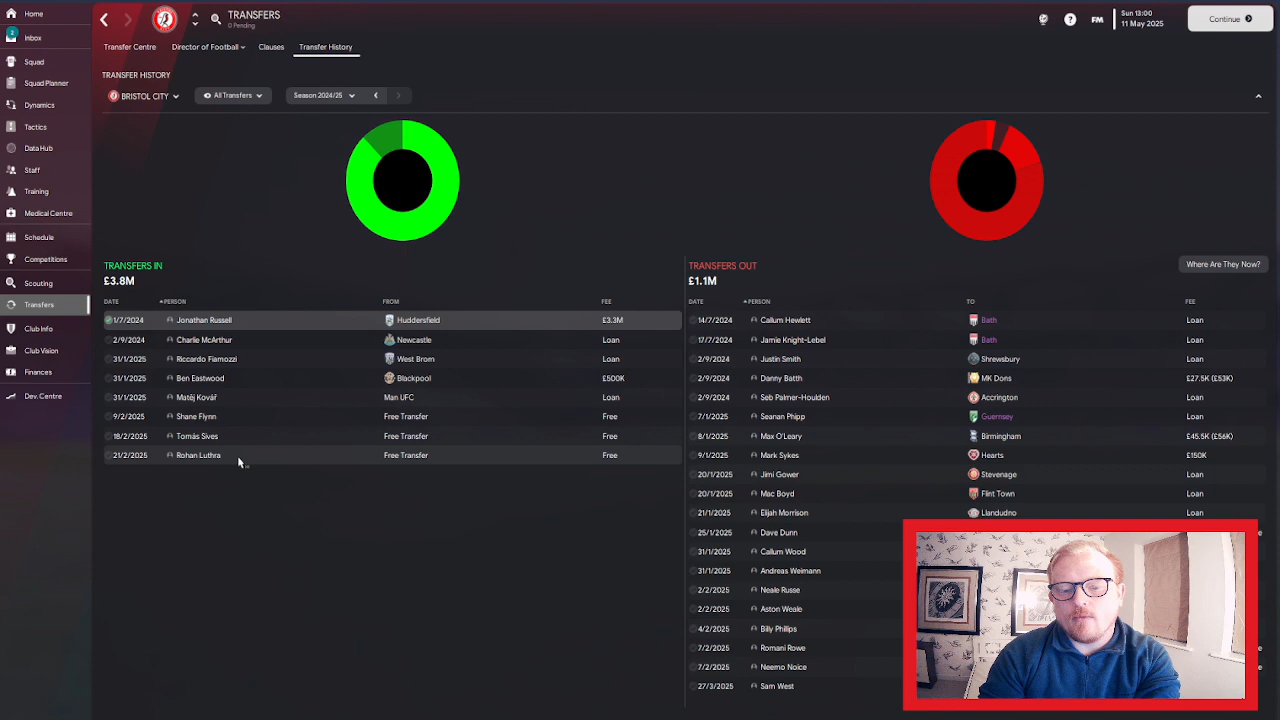 Home
2
Inbox
Squad
Squad Planner
Dynamics
Tactics
Data Hub
Staff
Training
Medical Centre
Schedule
Competitions
Scouting
Transfers
Club Info
Club Vision
Finances
Dev. Centre
TRANSFERS
0 Pending
FM
Sun 13:00
11 May 2025
Continue
Transfer Centre
Director of Football
Clauses
Transfer History
TRANSFER HISTORY
BRISTOL CITY
All Transfers
Season 2024/25
TRANSFERS IN
£3.8M
DATE PERSON FROM FEE
1/7/2024 Jonathan Russell Huddersfield £3.3M
2/9/2024 Charlie McArthur Newcastle Loan
31/1/2025 Riccardo Fiamozzi West Brom Loan
31/1/2025 Ben Eastwood Blackpool £500K
31/1/2025 Matěj Kovář Man UFC Loan
9/2/2025 Shane Flynn Free Transfer Free
18/2/2025 Tomás Sives Free Transfer Free
21/2/2025 Rohan Luthra Free Transfer Free
TRANSFERS OUT
£1.1M
Where Are They Now?
DATE PERSON TO FEE
14/7/2024 Callum Hewlett Bath Loan
17/7/2024 Jamie Knight-Lebel Bath Loan
2/9/2024 Justin Smith Shrewsbury Loan
2/9/2024 Danny Batth MK Dons £27.5K (£53K)
2/9/2024 Seb Palmer-Houlden Accrington Loan
7/1/2025 Seanan Phipp Guernsey Loan
8/1/2025 Max O'Leary Birmingham £45.5K (£56K)
9/1/2025 Mark Sykes Hearts £150K
20/1/2025 Jimi Gower Stevenage Loan
20/1/2025 Mac Boyd Flint Town Loan
21/1/2025 Elijah Morrison Llandudno Loan
25/1/2025 Dave Dunn
31/1/2025 Callum Wood
31/1/2025 Andreas Weimann
2/2/2025 Neale Russe
2/2/2025 Aston Weale
4/2/2025 Billy Phillips
7/2/2025 Romani Rowe
7/2/2025 Neemo Noice
27/3/2025 Sam West